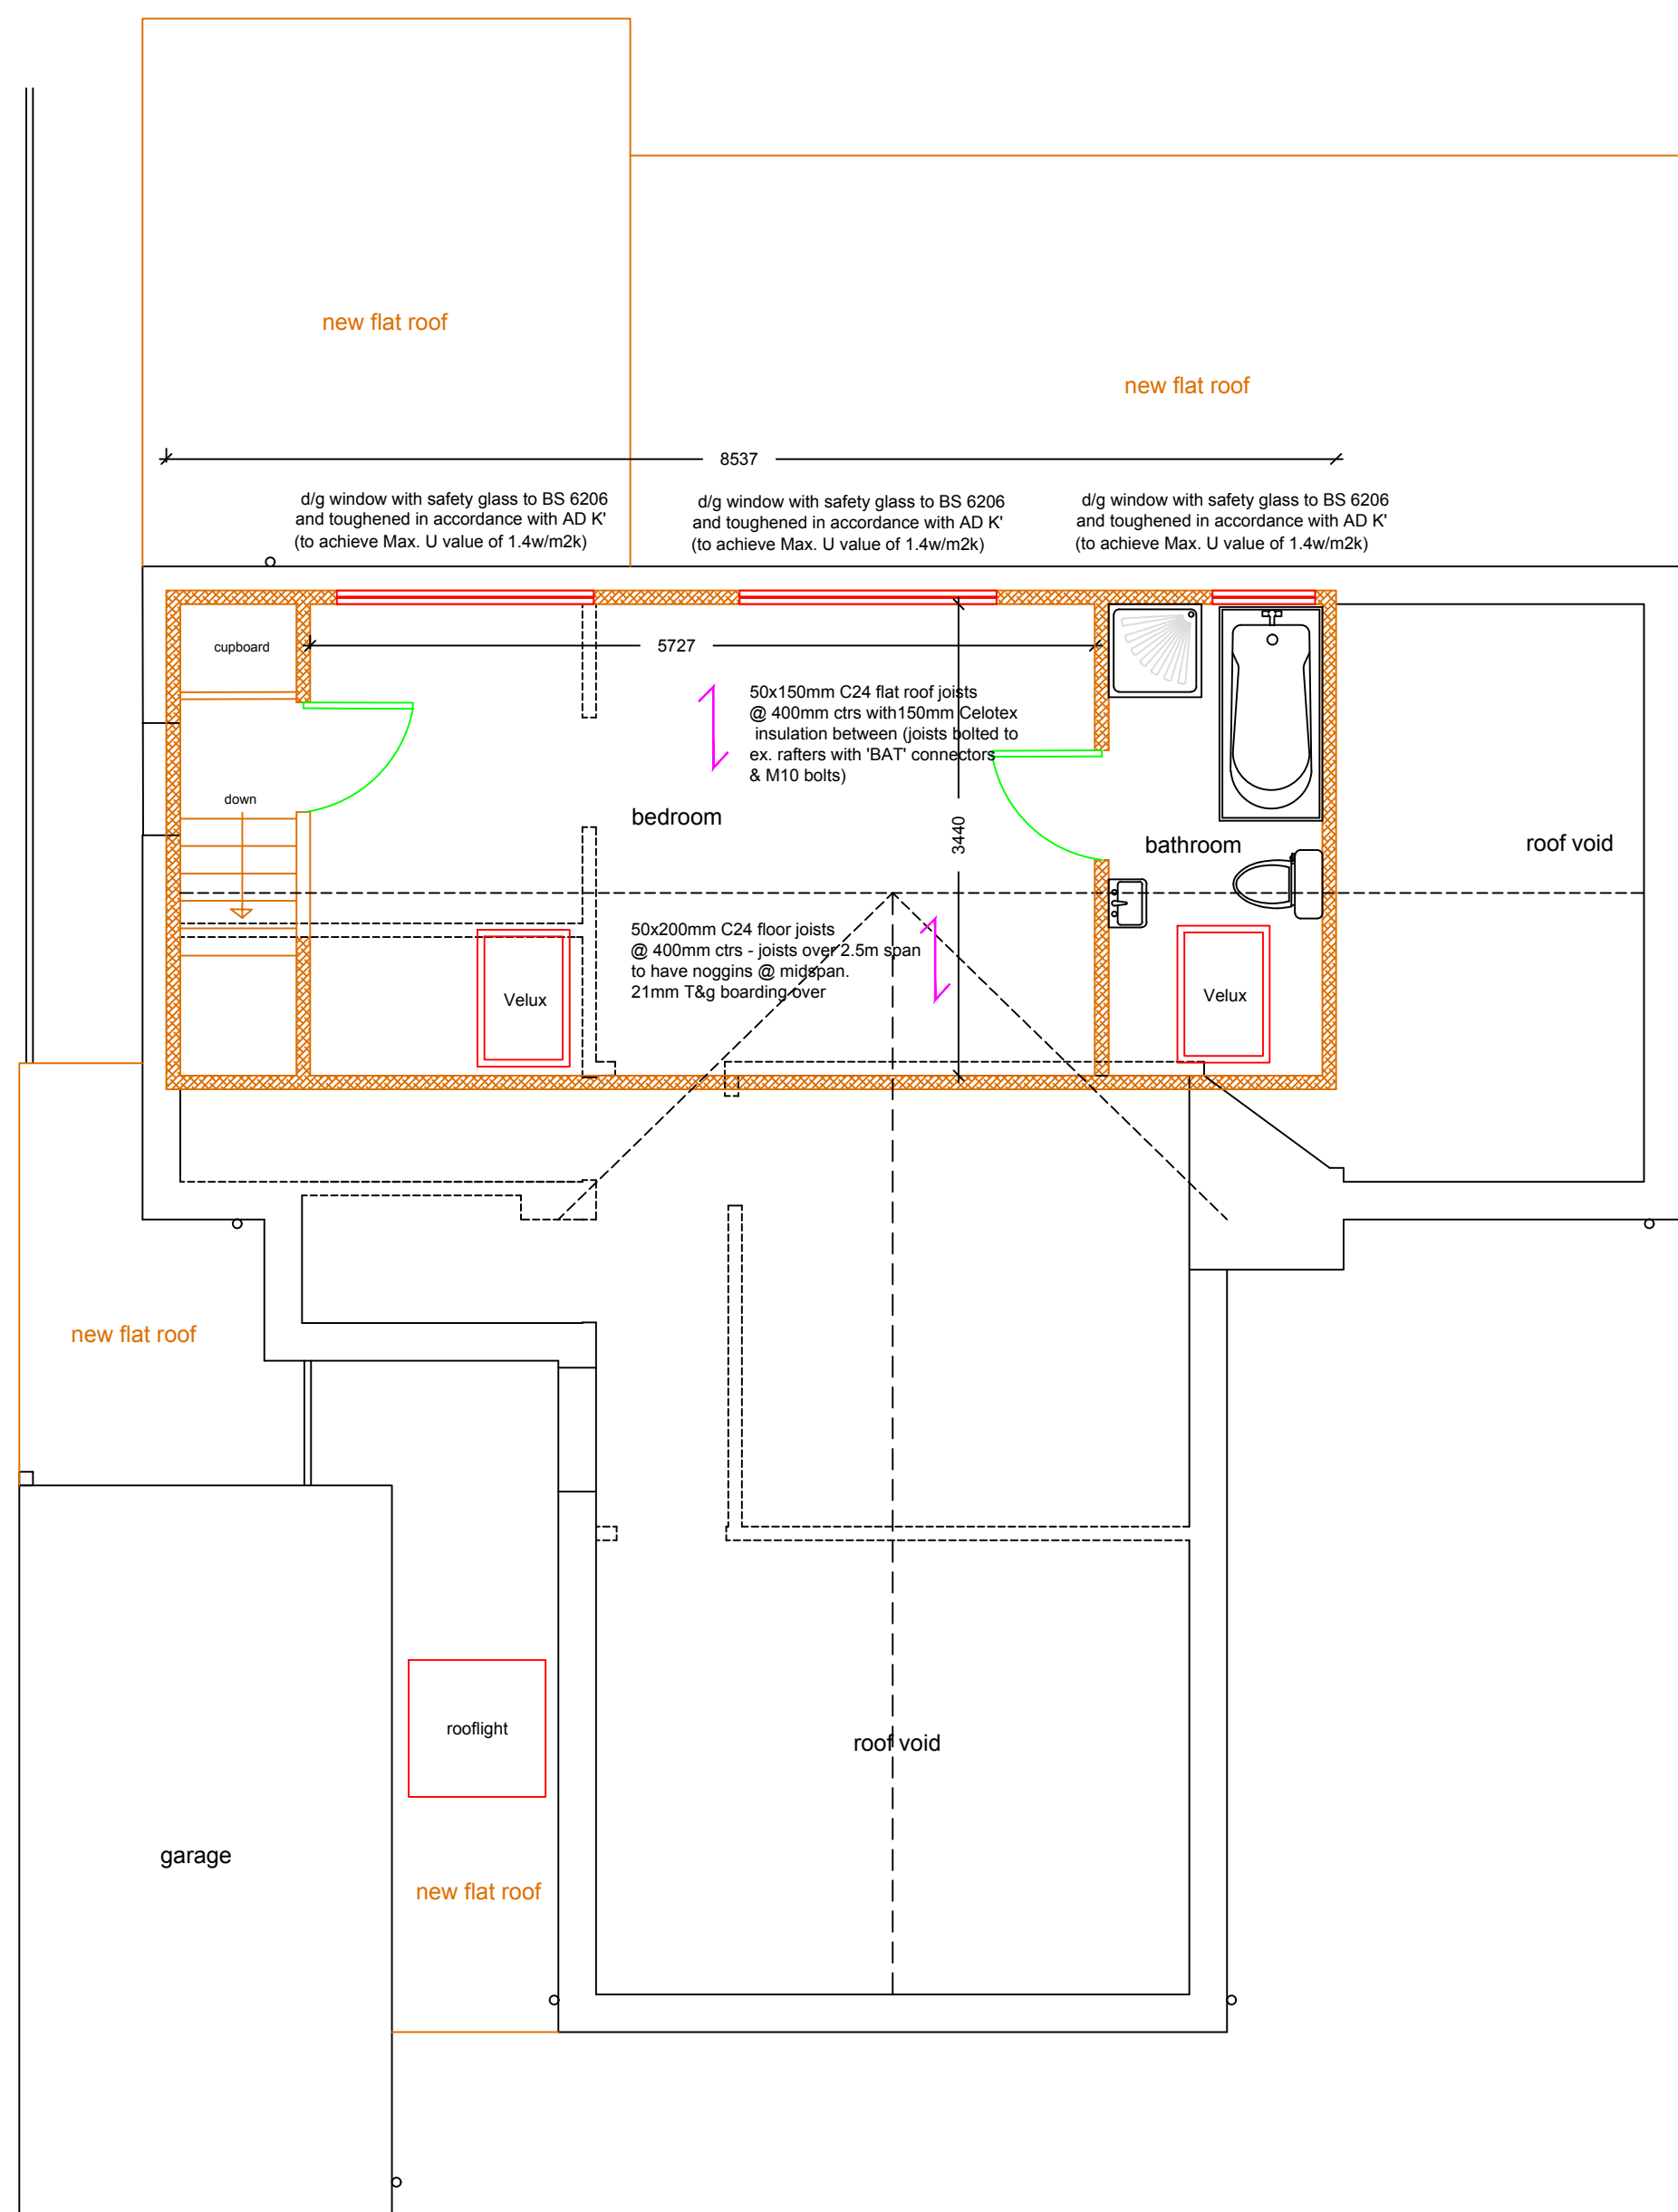 new flat roof
new flat roof
8537
d/g window with safety glass to BS 6206
and toughened in accordance with AD K'
(to achieve Max. U value of 1.4w/m2k)
d/g window with safety glass to BS 6206
and toughened in accordance with AD K'
(to achieve Max. U value of 1.4w/m2k)
d/g window with safety glass to BS 6206
and toughened in accordance with AD K'
(to achieve Max. U value of 1.4w/m2k)
cupboard
5727
50x150mm C24 flat roof joists
@ 400mm ctrs with150mm Celotex
insulation between (joists bolted to
ex. rafters with 'BAT' connectors
& M10 bolts)
down
bedroom
3440
bathroom
roof void
50x200mm C24 floor joists
@ 400mm ctrs - joists over 2.5m span
to have noggins @ midspan.
21mm T&g boarding over
Velux
Velux
new flat roof
rooflight
roof void
garage
new flat roof